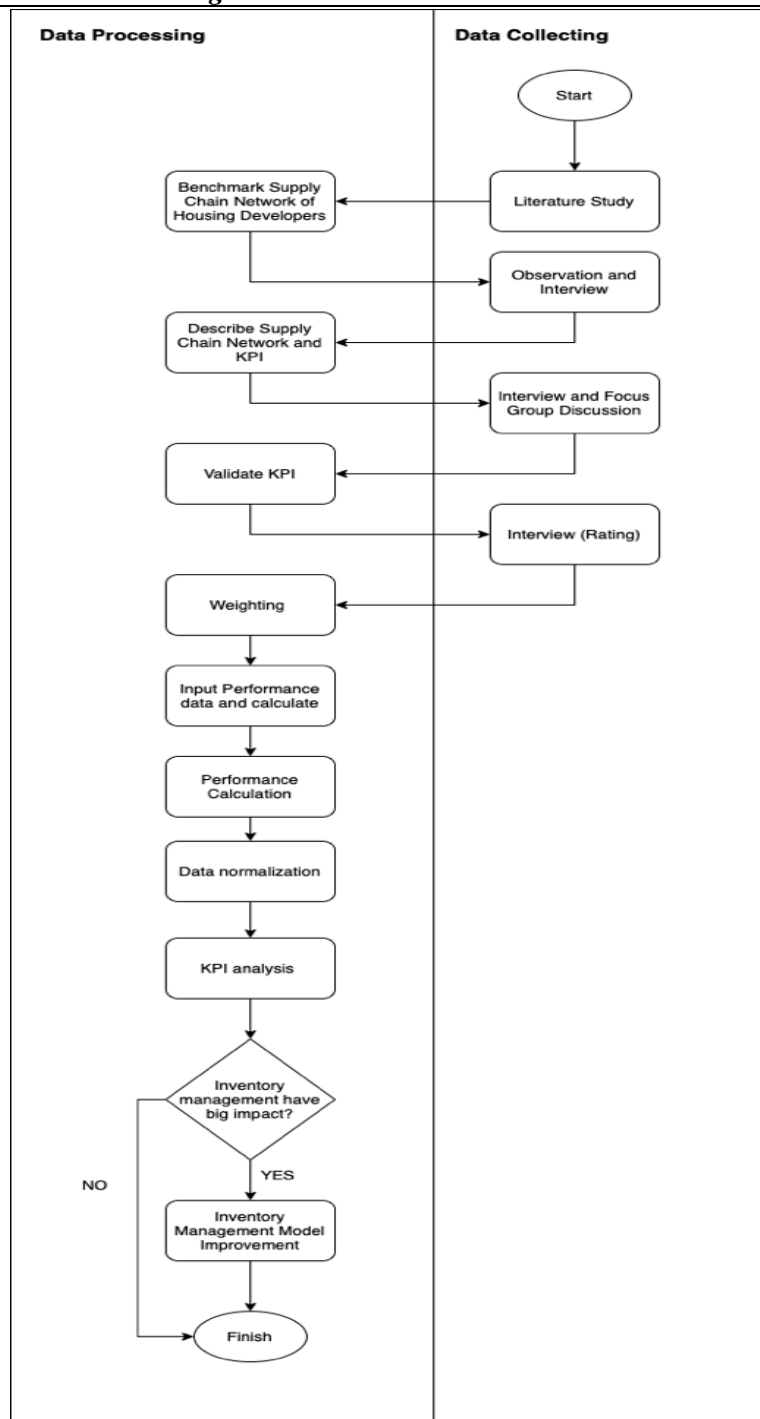 Data Processing
Data Collecting
Start
Literature Study
Benchmark Supply
Chain Network of
Housing Developers
Observation and
Interview
Describe Supply
Chain Network and
KPI
Interview and Focus
Group Discussion
Validate KPI
Interview (Rating)
Weighting
Input Performance
data and calculate
Performance
Calculation
Data normalization
KPI analysis
Inventory
management have
big impact?
NO
YES
Inventory
Management Model
Improvement
Finish